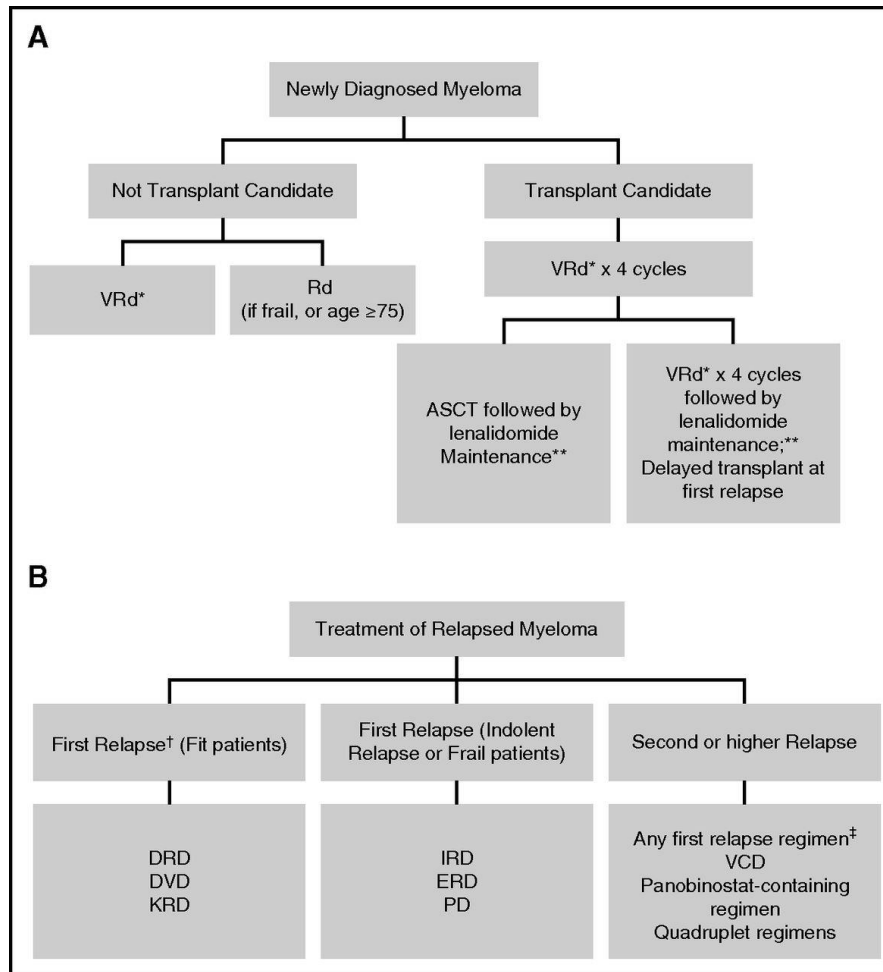 A
Newly Diagnosed Myeloma
Not Transplant Candidate
Transplant Candidate
VRd*
Rd
(if frail, or age ≥75)
VRd* x 4 cycles
ASCT followed by
lenalidomide
Maintenance**
VRd* x 4 cycles
followed by
lenalidomide
maintenance;**
Delayed transplant at
first relapse
B
Treatment of Relapsed Myeloma
First Relapse† (Fit patients)
First Relapse (Indolent
Relapse or Frail patients)
Second or higher Relapse
DRD
DVD
KRD
IRD
ERD
PD
Any first relapse regimen‡
VCD
Panobinostat-containing
regimen
Quadruplet regimens